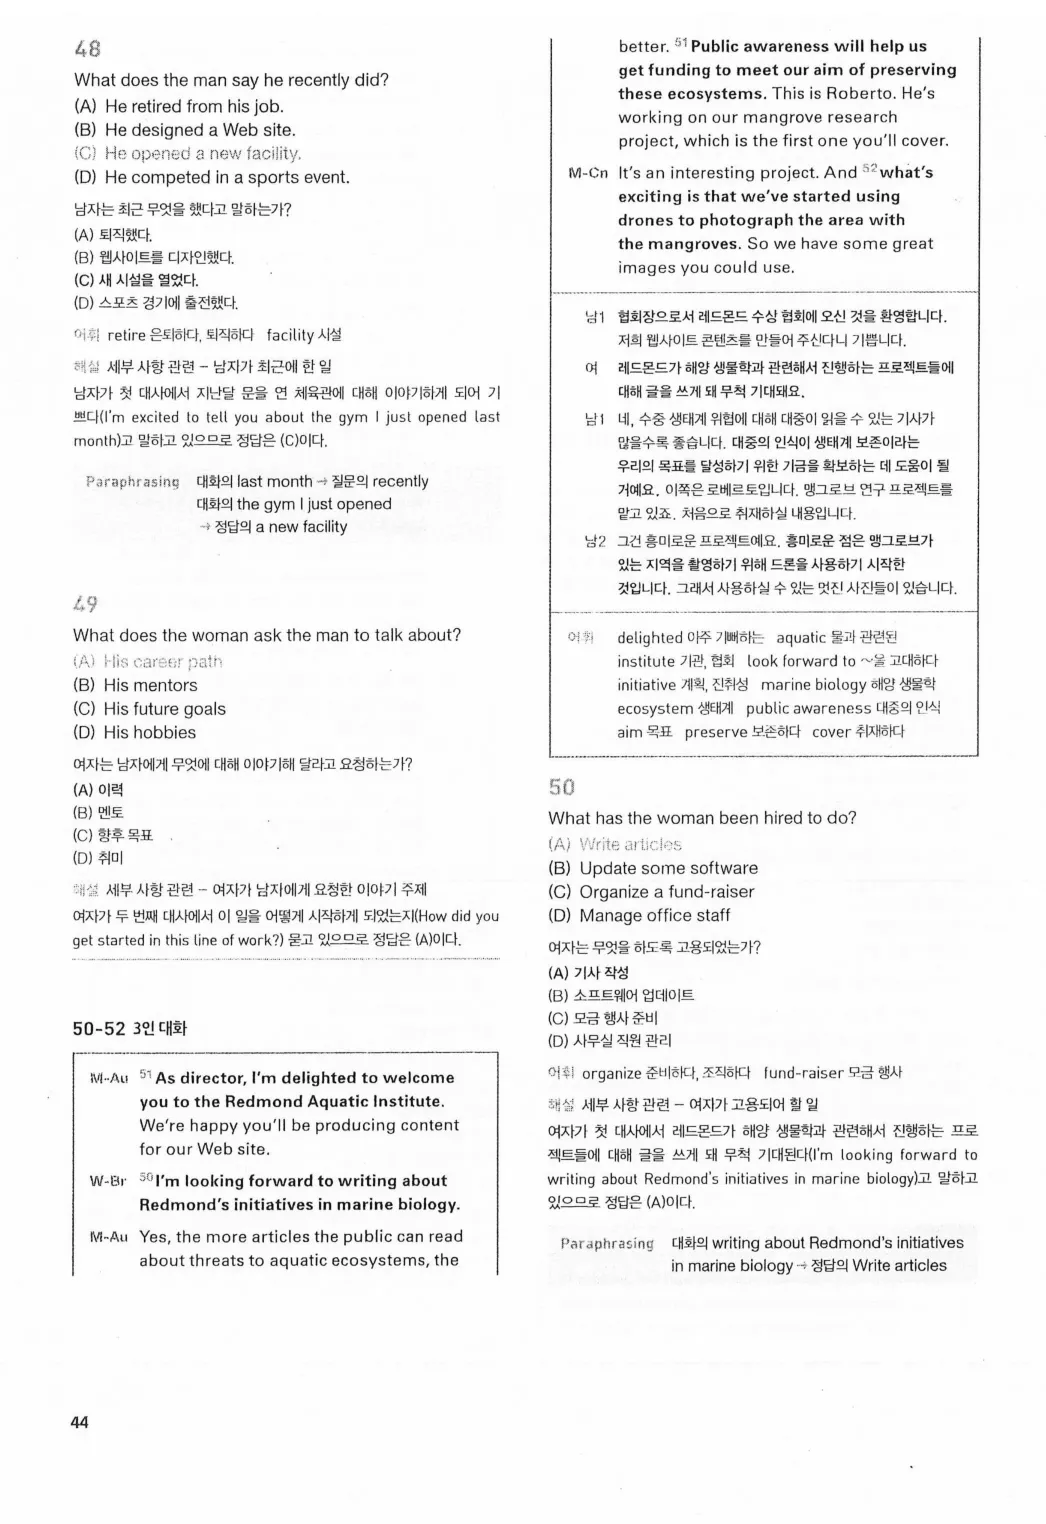 48
What does the man say he recently did?
(A) He retired from his job.
(B) He designed a Web site.
(C) He opened a new facility.
(D) He competed in a sports event.
남자는 최근 무엇을 했다고 말하는가?
(A) 퇴직했다.
(B) 웹사이트를 디자인했다.
(C) 새 시설을 열었다.
(D) 스포츠 경기에 출전했다.
어휘 retire 은퇴하다, 퇴직하다 facility 시설
해설 세부 사항 관련 – 남자가 최근에 한 일
남자가 첫 대사에서 지난달 문을 연 체육관에 대해 이야기하게 되어 기
쁘다(I'm excited to tell you about the gym I just opened last
month)고 말하고 있으므로 정답은 (C)이다.
Paraphrasing 대화의 last month → 질문의 recently
대화의 the gym I just opened
→ 정답의 a new facility
49
What does the woman ask the man to talk about?
(A) His career path
(B) His mentors
(C) His future goals
(D) His hobbies
여자는 남자에게 무엇에 대해 이야기해 달라고 요청하는가?
(A) 이력
(B) 멘토
(C) 향후 목표
(D) 취미
해설 세부 사항 관련 – 여자가 남자에게 요청한 이야기 주제
여자가 두 번째 대사에서 이 일을 어떻게 시작하게 되었는지(How did you
get started in this line of work?) 묻고 있으므로 정답은 (A)이다.
50-52 3인 대화
M-Au 51 As director, I'm delighted to welcome
you to the Redmond Aquatic Institute.
We're happy you'll be producing content
for our Web site.
W-Br 50 I'm looking forward to writing about
Redmond's initiatives in marine biology.
M-Au Yes, the more articles the public can read
about threats to aquatic ecosystems, the
better. 51 Public awareness will help us
get funding to meet our aim of preserving
these ecosystems. This is Roberto. He's
working on our mangrove research
project, which is the first one you'll cover.
M-Cn It's an interesting project. And 52 what's
exciting is that we've started using
drones to photograph the area with
the mangroves. So we have some great
images you could use.
남1 협회장으로서 레드몬드 수상 협회에 오신 것을 환영합니다.
저희 웹사이트 콘텐츠를 만들어 주신다니 기쁩니다.
여 레드몬드가 해양 생물학과 관련해서 진행하는 프로젝트들에
대해 글을 쓰게 돼 무척 기대돼요.
남1 네, 수중 생태계 위협에 대해 대중이 읽을 수 있는 기사가
많을수록 좋습니다. 대중의 인식이 생태계 보존이라는
우리의 목표를 달성하기 위한 기금을 확보하는 데 도움이 될
거예요. 이쪽은 로베르토입니다. 맹그로브 연구 프로젝트를
맡고 있죠. 처음으로 취재하실 내용입니다.
남2 그건 흥미로운 프로젝트예요. 흥미로운 점은 맹그로브가
있는 지역을 촬영하기 위해 드론을 사용하기 시작한
것입니다. 그래서 사용하실 수 있는 멋진 사진들이 있습니다.
어휘 delighted 아주 기뻐하는 aquatic 물과 관련된
institute 기관, 협회 look forward to ~을 고대하다
initiative 계획, 진취성 marine biology 해양 생물학
ecosystem 생태계 public awareness 대중의 인식
aim 목표 preserve 보존하다 cover 취재하다
50
What has the woman been hired to do?
(A) Write articles
(B) Update some software
(C) Organize a fund-raiser
(D) Manage office staff
여자는 무엇을 하도록 고용되었는가?
(A) 기사 작성
(B) 소프트웨어 업데이트
(C) 모금 행사 준비
(D) 사무실 직원 관리
어휘 organize 준비하다, 조직하다 fund-raiser 모금 행사
해설 세부 사항 관련 – 여자가 고용되어 할 일
여자가 첫 대사에서 레드몬드가 해양 생물학과 관련해서 진행하는 프로
젝트들에 대해 글을 쓰게 돼 무척 기대된다(I'm looking forward to
writing about Redmond's initiatives in marine biology)고 말하고
있으므로 정답은 (A)이다.
Paraphrasing 대화의 writing about Redmond's initiatives
in marine biology → 정답의 Write articles
44